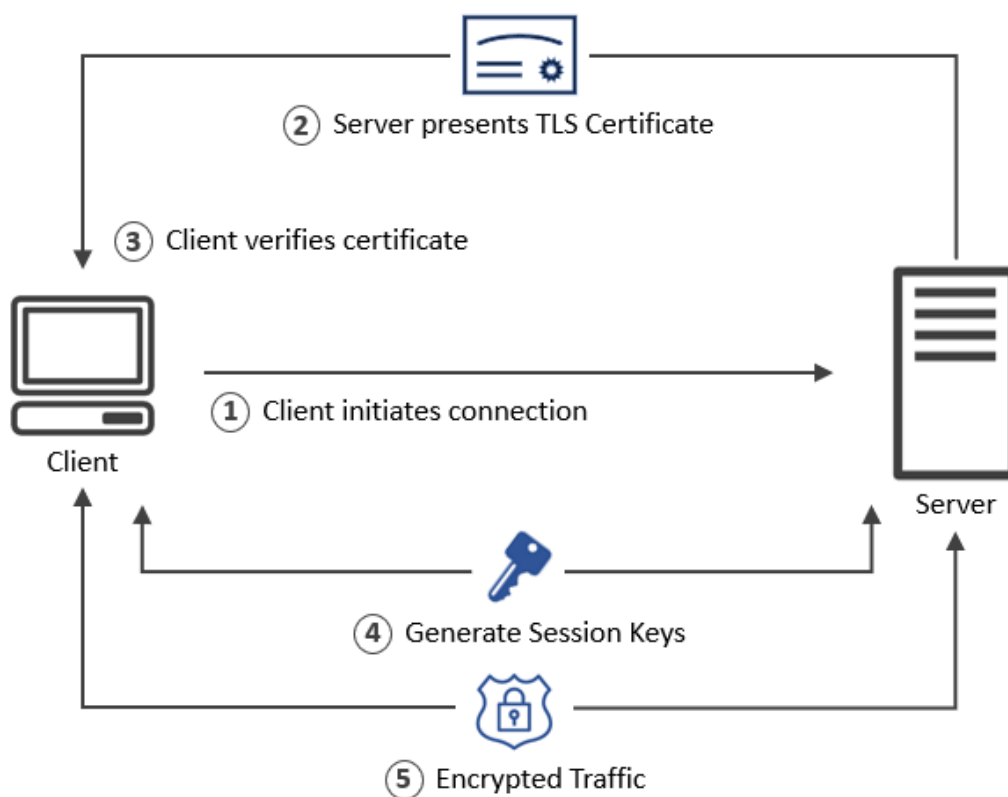 2 Server presents TLS Certificate
3 Client verifies certificate
1 Client initiates connection
Client
Server
4 Generate Session Keys
5 Encrypted Traffic